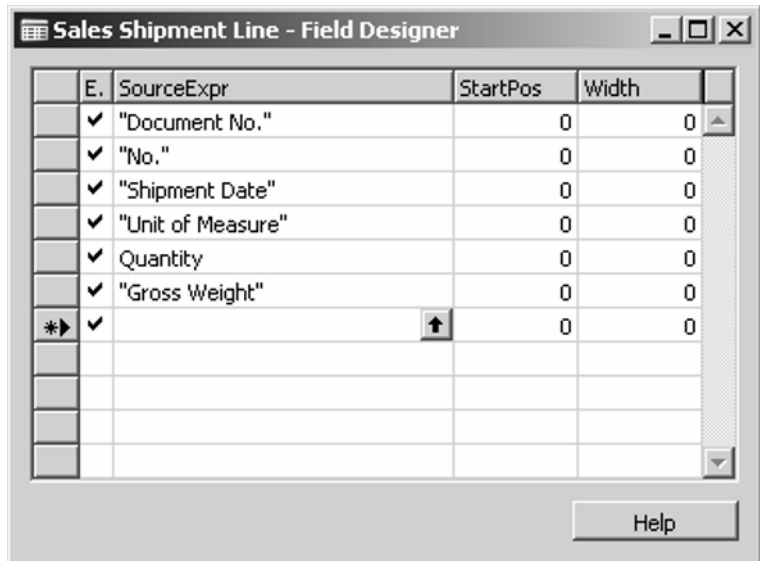 Sales Shipment Line - Field Designer
E. SourceExpr StartPos Width
"Document No." 0 0
"No." 0 0
"Shipment Date" 0 0
"Unit of Measure" 0 0
Quantity 0 0
"Gross Weight" 0 0
0 0
Help